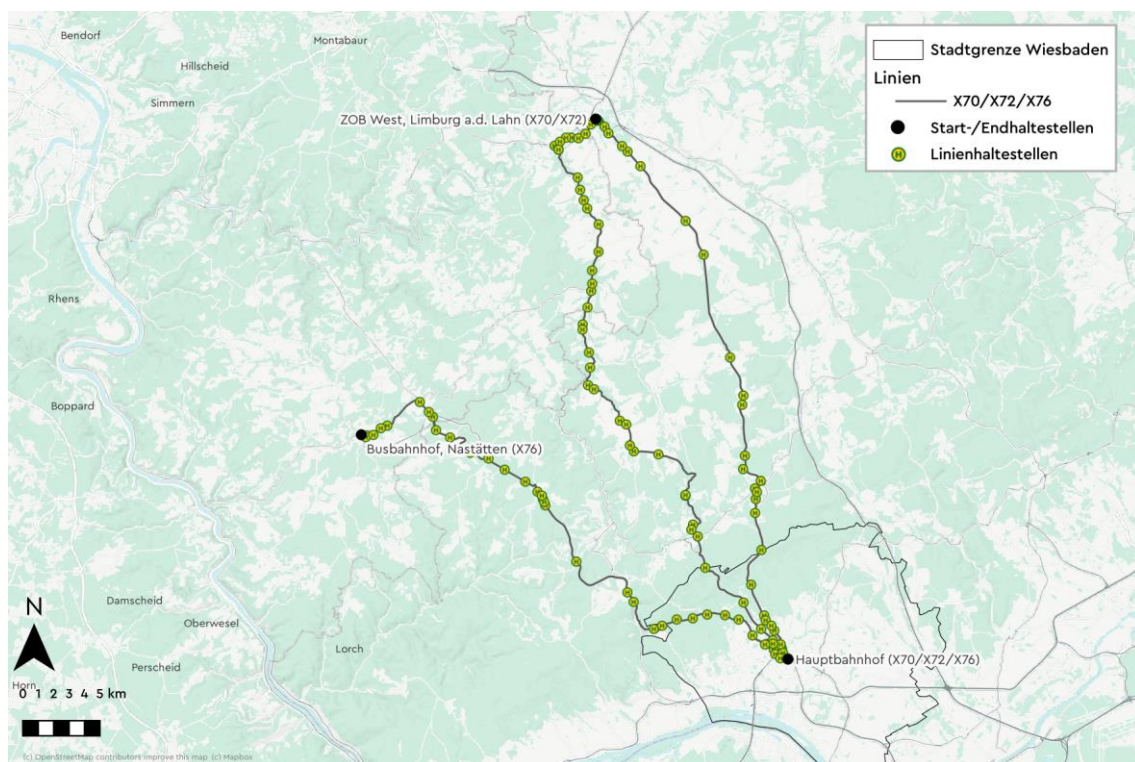 Bendorf
Montabaur
Hillscheid
Simmern
ZOB West, Limburg a.d. Lahn (X70/X72)
Stadtgrenze Wiesbaden
Linien
X70/X72/X76
Start-/Endhaltestellen
H Linienhaltestellen
Rhens
Boppard
Busbahnhof, Nastätten (X76)
Damscheid
Oberwesel
Lorch
Perscheid
Hauptbahnhof (X70/X72/X76)
N
Horn
0 1 2 3 4 5 km
(c) OpenStreetMap contributors improve this map (c) Mapbox